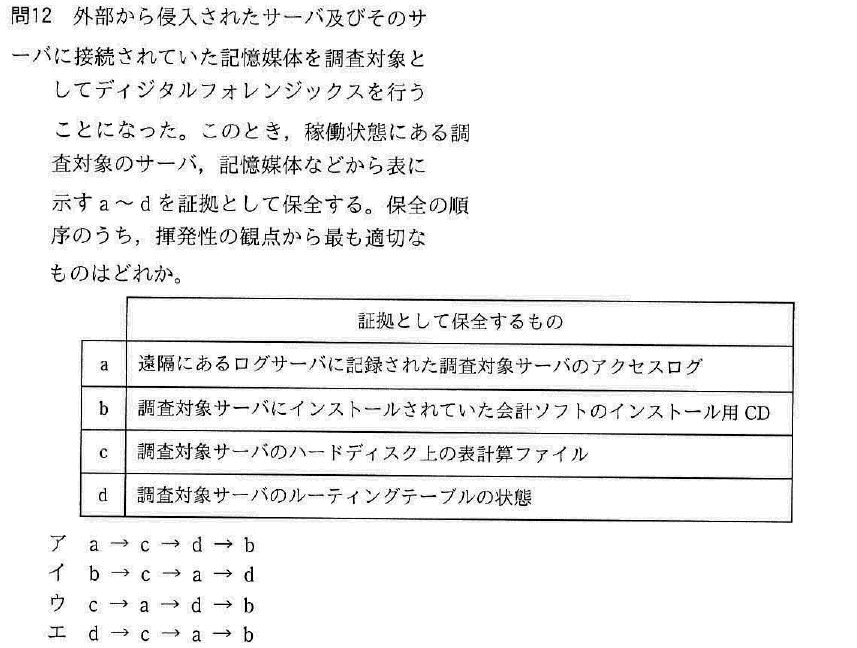 問12 外部から侵入されたサーバ及びそのサ
ーバに接続されていた記憶媒体を調査対象と
してディジタルフォレンジックスを行う
ことになった。このとき，稼働状態にある調
査対象のサーバ，記憶媒体などから表に
示すa～dを証拠として保全する。保全の順
序のうち，揮発性の観点から最も適切な
ものはどれか。
証拠として保全するもの
a 遠隔にあるログサーバに記録された調査対象サーバのアクセスログ
b 調査対象サーバにインストールされていた会計ソフトのインストール用 CD
c 調査対象サーバのハードディスク上の表計算ファイル
d 調査対象サーバのルーティングテーブルの状態
ア a → c → d → b
イ b → c → a → d
ウ c → a → d → b
エ d → c → a → b